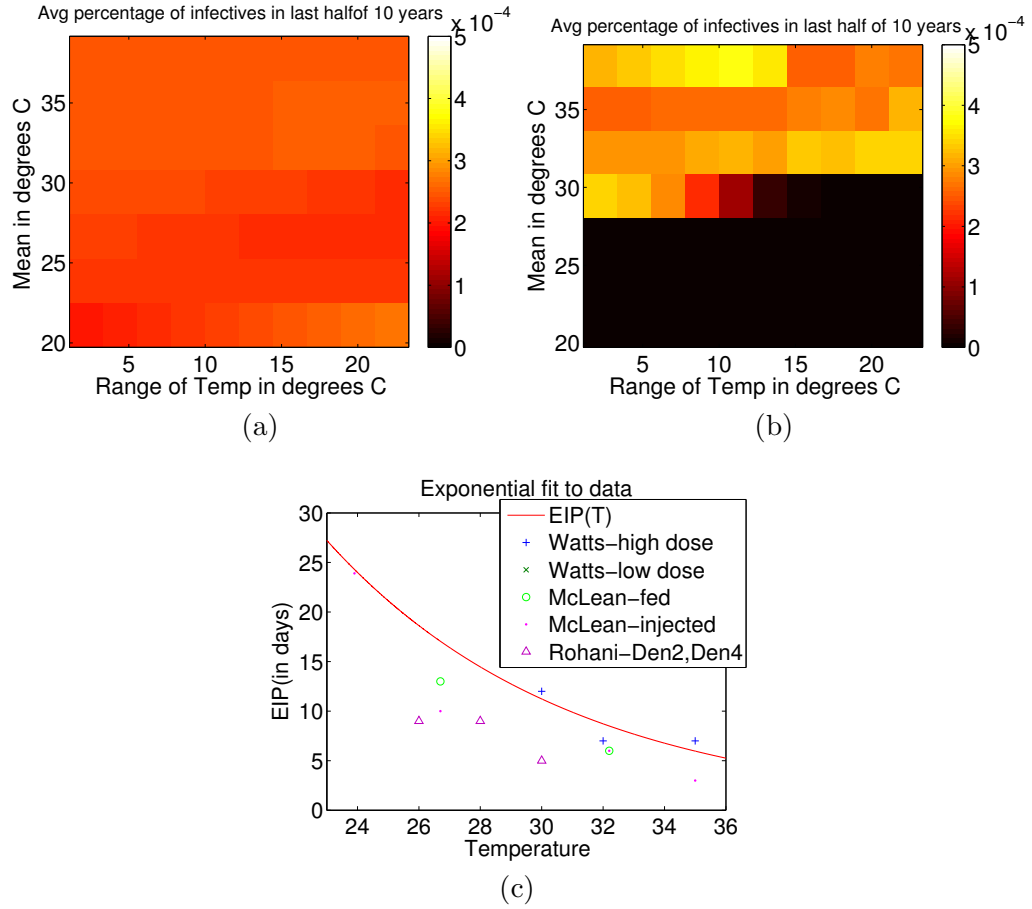 Avg percentage of infectives in last halfof 10 years
x 10⁻⁴
Mean in degrees C
35
30
25
20
5
10
15
20
Range of Temp in degrees C
5
4
3
2
1
0
(a)
Avg percentage of infectives in last half of 10 years
x 10⁻⁴
Mean in degrees C
35
30
25
20
5
10
15
20
Range of Temp in degrees C
5
4
3
2
1
0
(b)
Exponential fit to data
EIP(in days)
30
25
20
15
10
5
0
24
26
28
30
32
34
36
Temperature
EIP(T)
Watts−high dose
Watts−low dose
McLean−fed
McLean−injected
Rohani−Den2,Den4
(c)